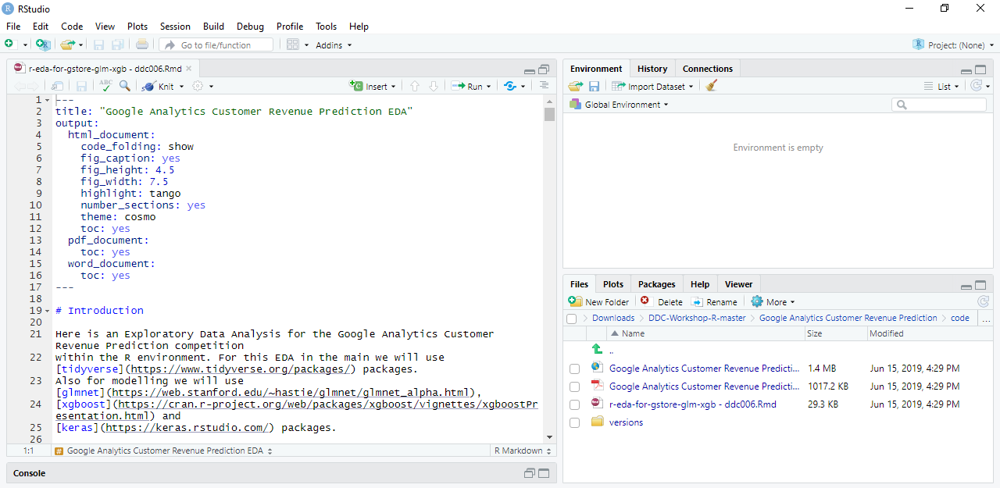 RStudio
File Edit Code View Plots Session Build Debug Profile Tools Help
Go to file/function Addins Project: (None)
r-eda-for-gstore-glm-xgb - ddc006.Rmd
ABC Knit Insert Run
1 ---
2 title: "Google Analytics Customer Revenue Prediction EDA"
3 output:
4 html_document:
5 code_folding: show
6 fig_caption: yes
7 fig_height: 4.5
8 fig_width: 7.5
9 highlight: tango
10 number_sections: yes
11 theme: cosmo
12 toc: yes
13 pdf_document:
14 toc: yes
15 word_document:
16 toc: yes
17 ---
18
19 # Introduction
20
21 Here is an Exploratory Data Analysis for the Google Analytics Customer
Revenue Prediction competition
22 within the R environment. For this EDA in the main we will use
[tidyverse](https://www.tidyverse.org/packages/) packages.
23 Also for modelling we will use
[glmnet](https://web.stanford.edu/~hastie/glmnet/glmnet_alpha.html),
24 [xgboost](https://cran.r-project.org/web/packages/xgboost/vignettes/xgboostPr
esentation.html) and
25 [keras](https://keras.rstudio.com/) packages.
26
1:1 # Google Analytics Customer Revenue Prediction EDA R Markdown
Console
Environment History Connections
Import Dataset List
Global Environment
Environment is empty
Files Plots Packages Help Viewer
New Folder Delete Rename More
Downloads DDC-Workshop-R-master Google Analytics Customer Revenue Prediction code ...
Name Size Modified
..
Google Analytics Customer Revenue Predicti... 1.4 MB Jun 15, 2019, 4:29 PM
Google Analytics Customer Revenue Predicti... 1017.2 KB Jun 15, 2019, 4:29 PM
r-eda-for-gstore-glm-xgb - ddc006.Rmd 29.3 KB Jun 15, 2019, 4:29 PM
versions